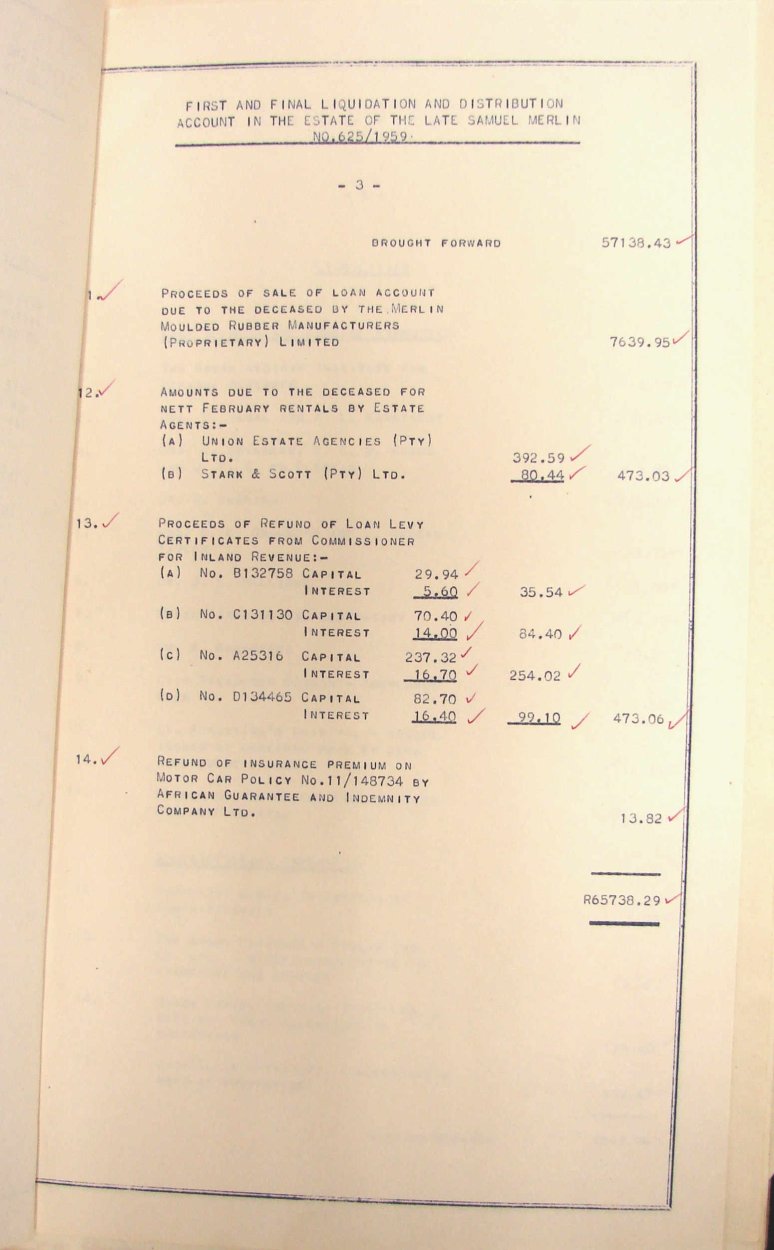 FIRST AND FINAL LIQUIDATION AND DISTRIBUTION
ACCOUNT IN THE ESTATE OF THE LATE SAMUEL MERLIN
NO.625/1959.
- 3 -
BROUGHT FORWARD 57138.43
1. PROCEEDS OF SALE OF LOAN ACCOUNT
DUE TO THE DECEASED BY THE MERLIN
MOULDED RUBBER MANUFACTURERS
(PROPRIETARY) LIMITED 7639.95
12. AMOUNTS DUE TO THE DECEASED FOR
NETT FEBRUARY RENTALS BY ESTATE
AGENTS:-
(A) UNION ESTATE AGENCIES (PTY)
LTD. 392.59
(B) STARK & SCOTT (PTY) LTD. 80.44 473.03
13. PROCEEDS OF REFUND OF LOAN LEVY
CERTIFICATES FROM COMMISSIONER
FOR INLAND REVENUE:-
(A) NO. B132758 CAPITAL 29.94
INTEREST 5.60 35.54
(B) NO. C131130 CAPITAL 70.40
INTEREST 14.00 84.40
(C) NO. A25316 CAPITAL 237.32
INTEREST 16.70 254.02
(D) NO. D134465 CAPITAL 82.70
INTEREST 16.40 99.10 473.06
14. REFUND OF INSURANCE PREMIUM ON
MOTOR CAR POLICY NO.11/148734 BY
AFRICAN GUARANTEE AND INDEMNITY
COMPANY LTD. 13.82
R65738.29